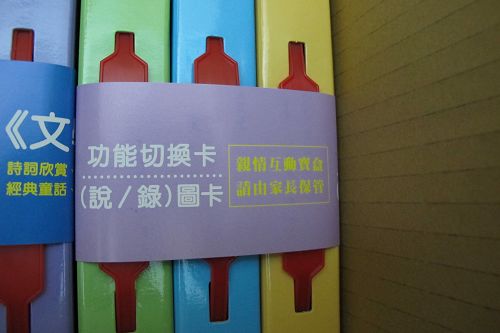 《文
詩詞欣賞
經典童話
功能切換卡
(說/錄)圖卡
親情互動寶盒
請由家長保管